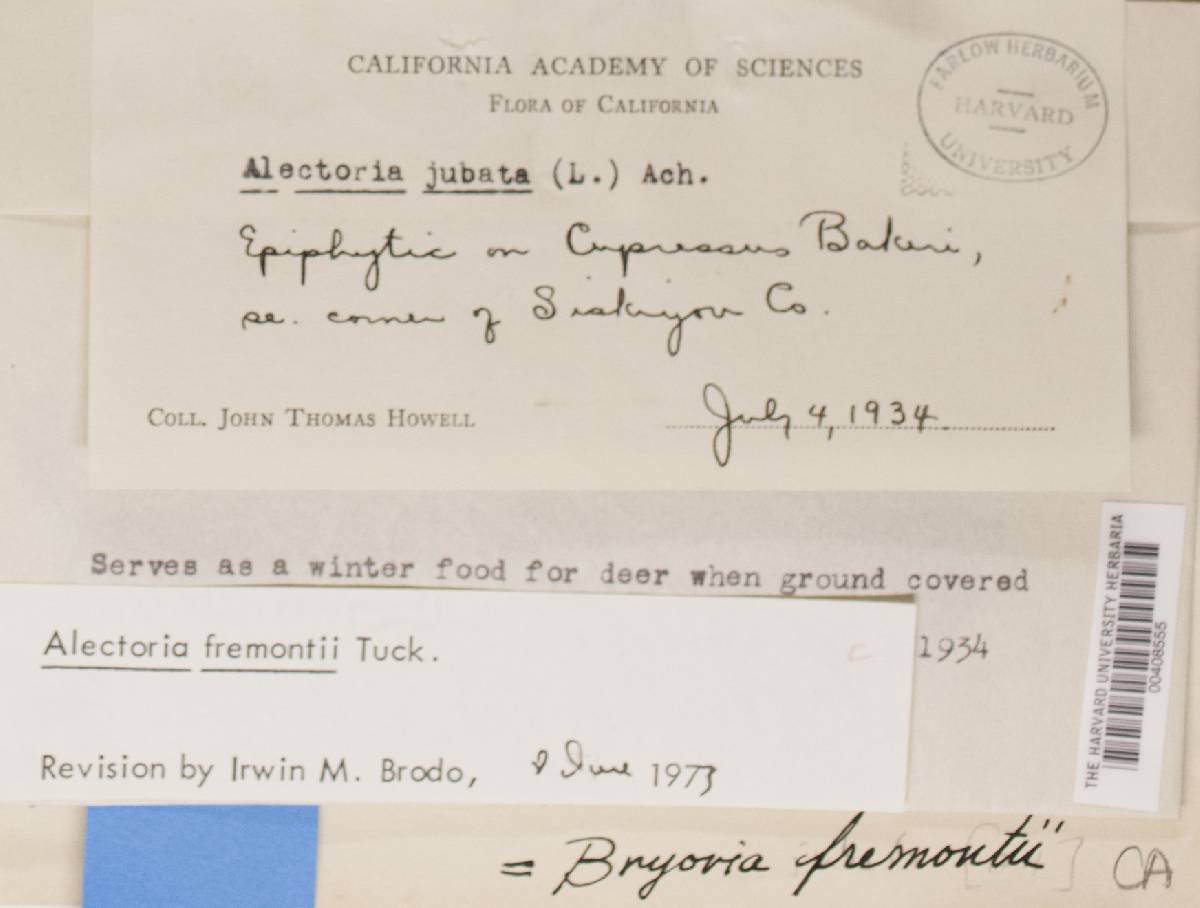 CALIFORNIA ACADEMY OF SCIENCES
FLORA OF CALIFORNIA
FARLOW HERBARIUM
HARVARD
UNIVERSITY
Alectoria jubata (L.) Ach.
Epiphytic on Cupressus Bakeri,
se. corner of Siskiyou Co.
COLL. JOHN THOMAS HOWELL
July 4, 1934
Serves as a winter food for deer when ground covered
1934
Alectoria fremontii Tuck.
Revision by Irwin M. Brodo, June 1973
THE HARVARD UNIVERSITY HERBARIA
00408555
= Bryoria fremontii
CA